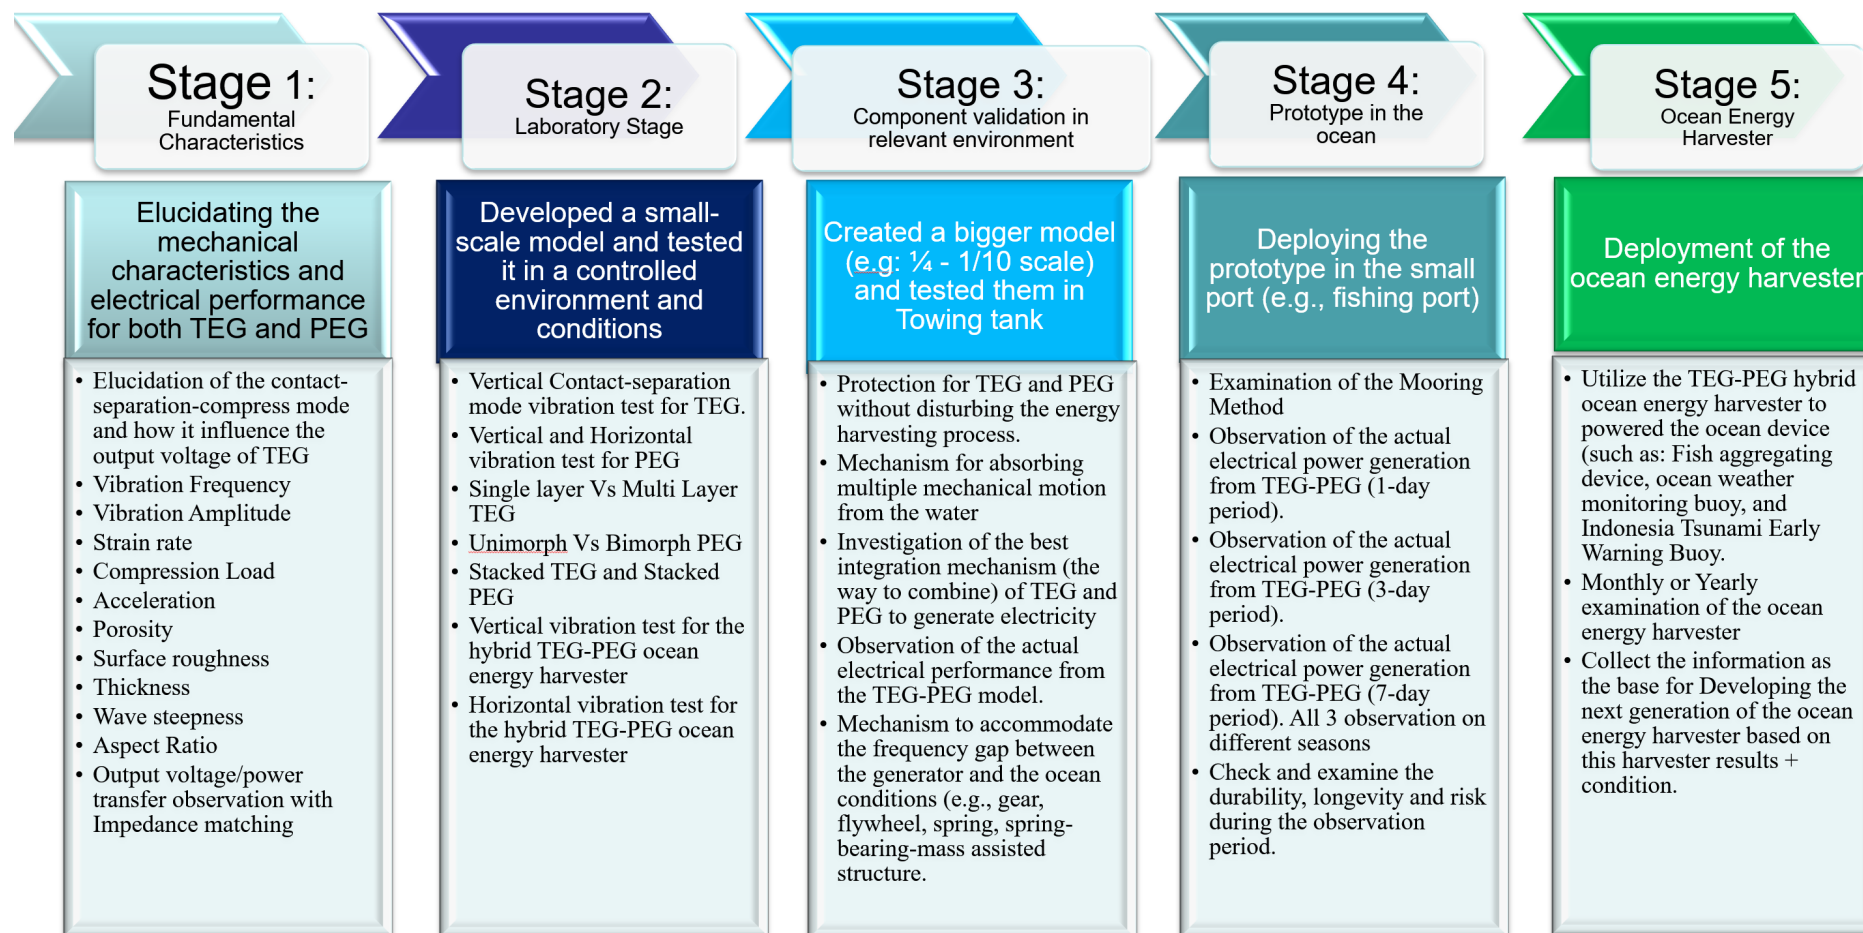 Stage 1:
Fundamental
Characteristics
Elucidating the
mechanical
characteristics and
electrical performance
for both TEG and PEG
• Elucidation of the contact-
separation-compress mode
and how it influence the
output voltage of TEG
• Vibration Frequency
• Vibration Amplitude
• Strain rate
• Compression Load
• Acceleration
• Porosity
• Surface roughness
• Thickness
• Wave steepness
• Aspect Ratio
• Output voltage/power
transfer observation with
Impedance matching
Stage 2:
Laboratory Stage
Developed a small-
scale model and tested
it in a controlled
environment and
conditions
• Vertical Contact-separation
mode vibration test for TEG.
• Vertical and Horizontal
vibration test for PEG
• Single layer Vs Multi Layer
TEG
• Unimorph Vs Bimorph PEG
• Stacked TEG and Stacked
PEG
• Vertical vibration test for the
hybrid TEG-PEG ocean
energy harvester
• Horizontal vibration test for
the hybrid TEG-PEG ocean
energy harvester
Stage 3:
Component validation in
relevant environment
Created a bigger model
(e.g: ¼ - 1/10 scale)
and tested them in
Towing tank
• Protection for TEG and PEG
without disturbing the energy
harvesting process.
• Mechanism for absorbing
multiple mechanical motion
from the water
• Investigation of the best
integration mechanism (the
way to combine) of TEG and
PEG to generate electricity
• Observation of the actual
electrical performance from
the TEG-PEG model.
• Mechanism to accommodate
the frequency gap between
the generator and the ocean
conditions (e.g., gear,
flywheel, spring, spring-
bearing-mass assisted
structure.
Stage 4:
Prototype in the
ocean
Deploying the
prototype in the small
port (e.g., fishing port)
• Examination of the Mooring
Method
• Observation of the actual
electrical power generation
from TEG-PEG (1-day
period).
• Observation of the actual
electrical power generation
from TEG-PEG (3-day
period).
• Observation of the actual
electrical power generation
from TEG-PEG (7-day
period). All 3 observation on
different seasons
• Check and examine the
durability, longevity and risk
during the observation
period.
Stage 5:
Ocean Energy
Harvester
Deployment of the
ocean energy harvester
• Utilize the TEG-PEG hybrid
ocean energy harvester to
powered the ocean device
(such as: Fish aggregating
device, ocean weather
monitoring buoy, and
Indonesia Tsunami Early
Warning Buoy.
• Monthly or Yearly
examination of the ocean
energy harvester
• Collect the information as
the base for Developing the
next generation of the ocean
energy harvester based on
this harvester results +
condition.